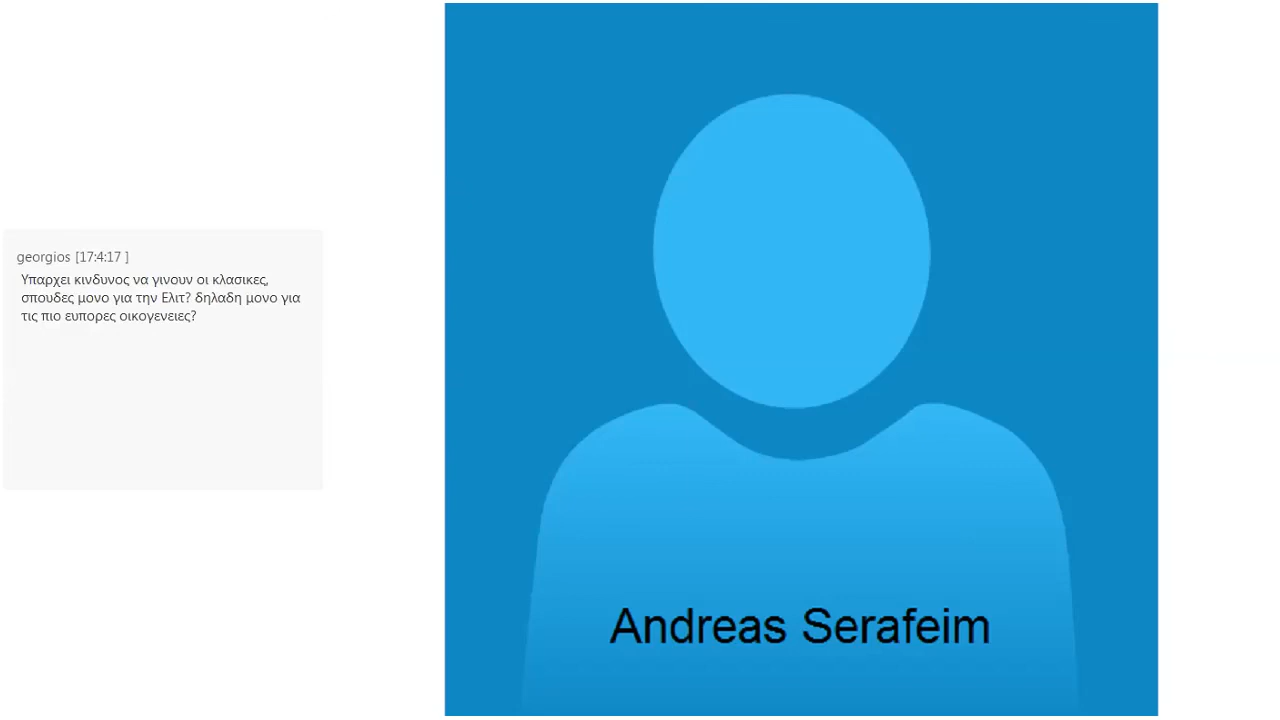 georgios [17:4:17 ]
Υπαρχει κινδυνος να γινουν οι κλασικες,
σπουδες μονο για την Ελιτ? δηλαδη μονο για
τις πιο ευπορες οικογενειες?
Andreas Serafeim